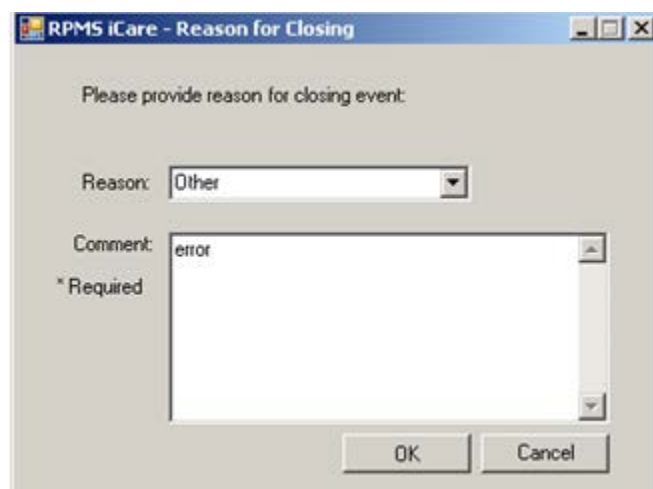 RPMS iCare - Reason for Closing
Please provide reason for closing event:
Reason: Other
Comment: error
* Required
OK Cancel